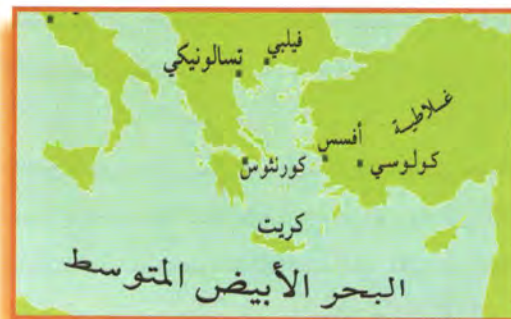 فيلبي
تسالونيكي
غلاطية
أفسس
كولوسي
كورنثوس
كريت
البحر الأبيض المتوسط